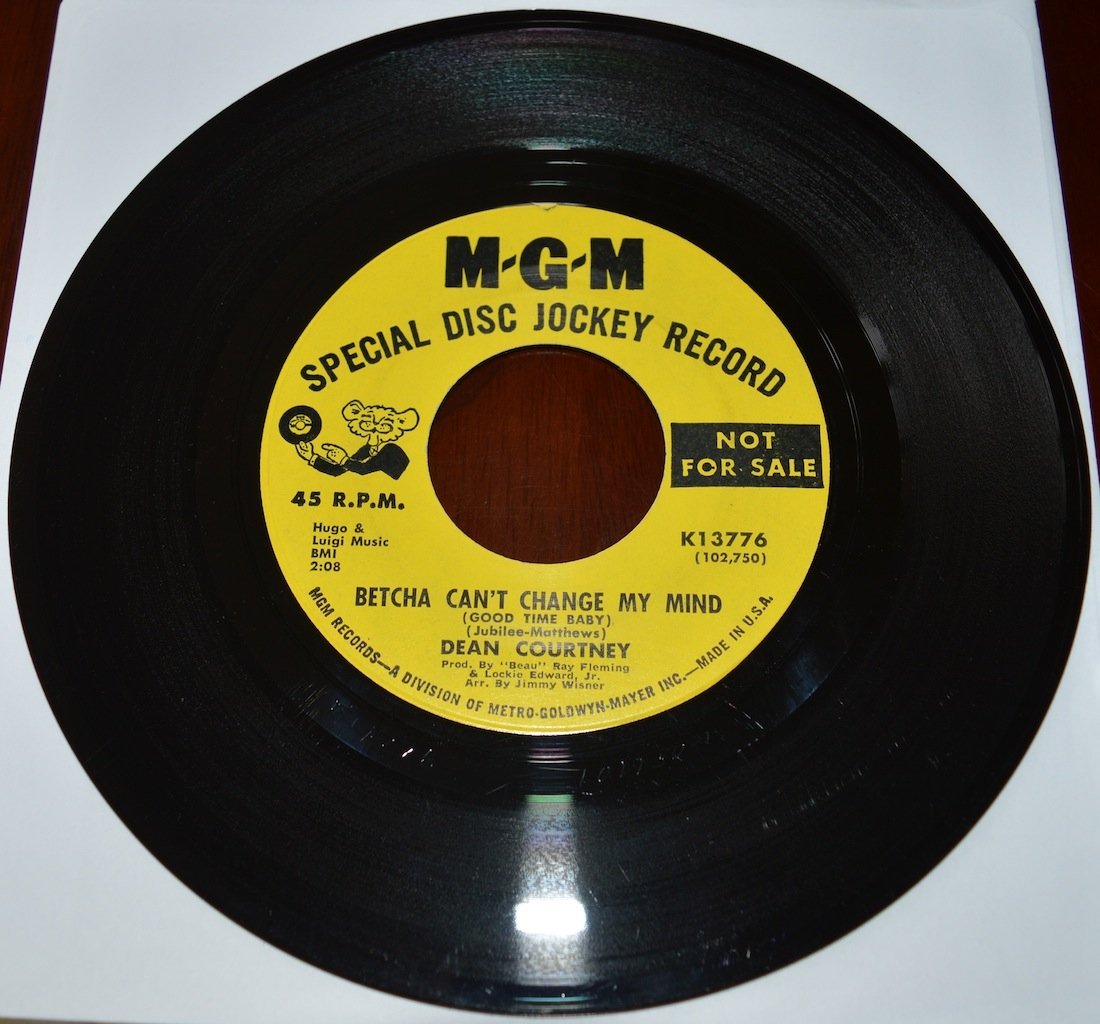 M-G-M
SPECIAL DISC JOCKEY RECORD
NOT
FOR SALE
45 R.P.M.
Hugo &
Luigi Music
BMI
2:08
K13776
(102,750)
BETCHA CAN'T CHANGE MY MIND
(GOOD TIME BABY)
(Jubilee-Matthews)
DEAN COURTNEY
Prod. By "Beau" Ray Fleming
& Lockie Edward, Jr.
Arr. By Jimmy Wisner
MGM RECORDS—A DIVISION OF METRO-GOLDWYN-MAYER INC.—MADE IN U.S.A.